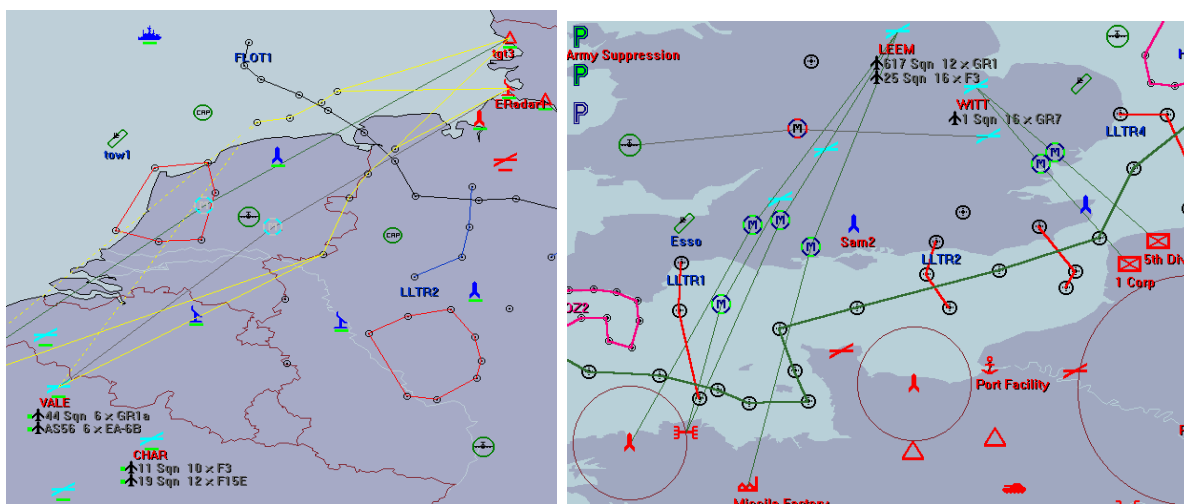 FLOT1
tgt3
ERadar1
CAP
tow1
CAP
LLTR2
VALE
44 Sqn 6 x GR1a
AS56 6 x EA-6B
CHAR
11 Sqn 10 x F3
19 Sqn 12 x F15E
P
Army Suppression
P
P
LEEM
617 Sqn 12 x GR1
25 Sqn 16 x F3
WITT
1 Sqn 16 x GR7
M
LLTR4
M
M
Esso
M
M
Sam2
M
LLTR1
LLTR2
5th Div
1 Corp
OZ2
M
Port Facility
Missile Factory